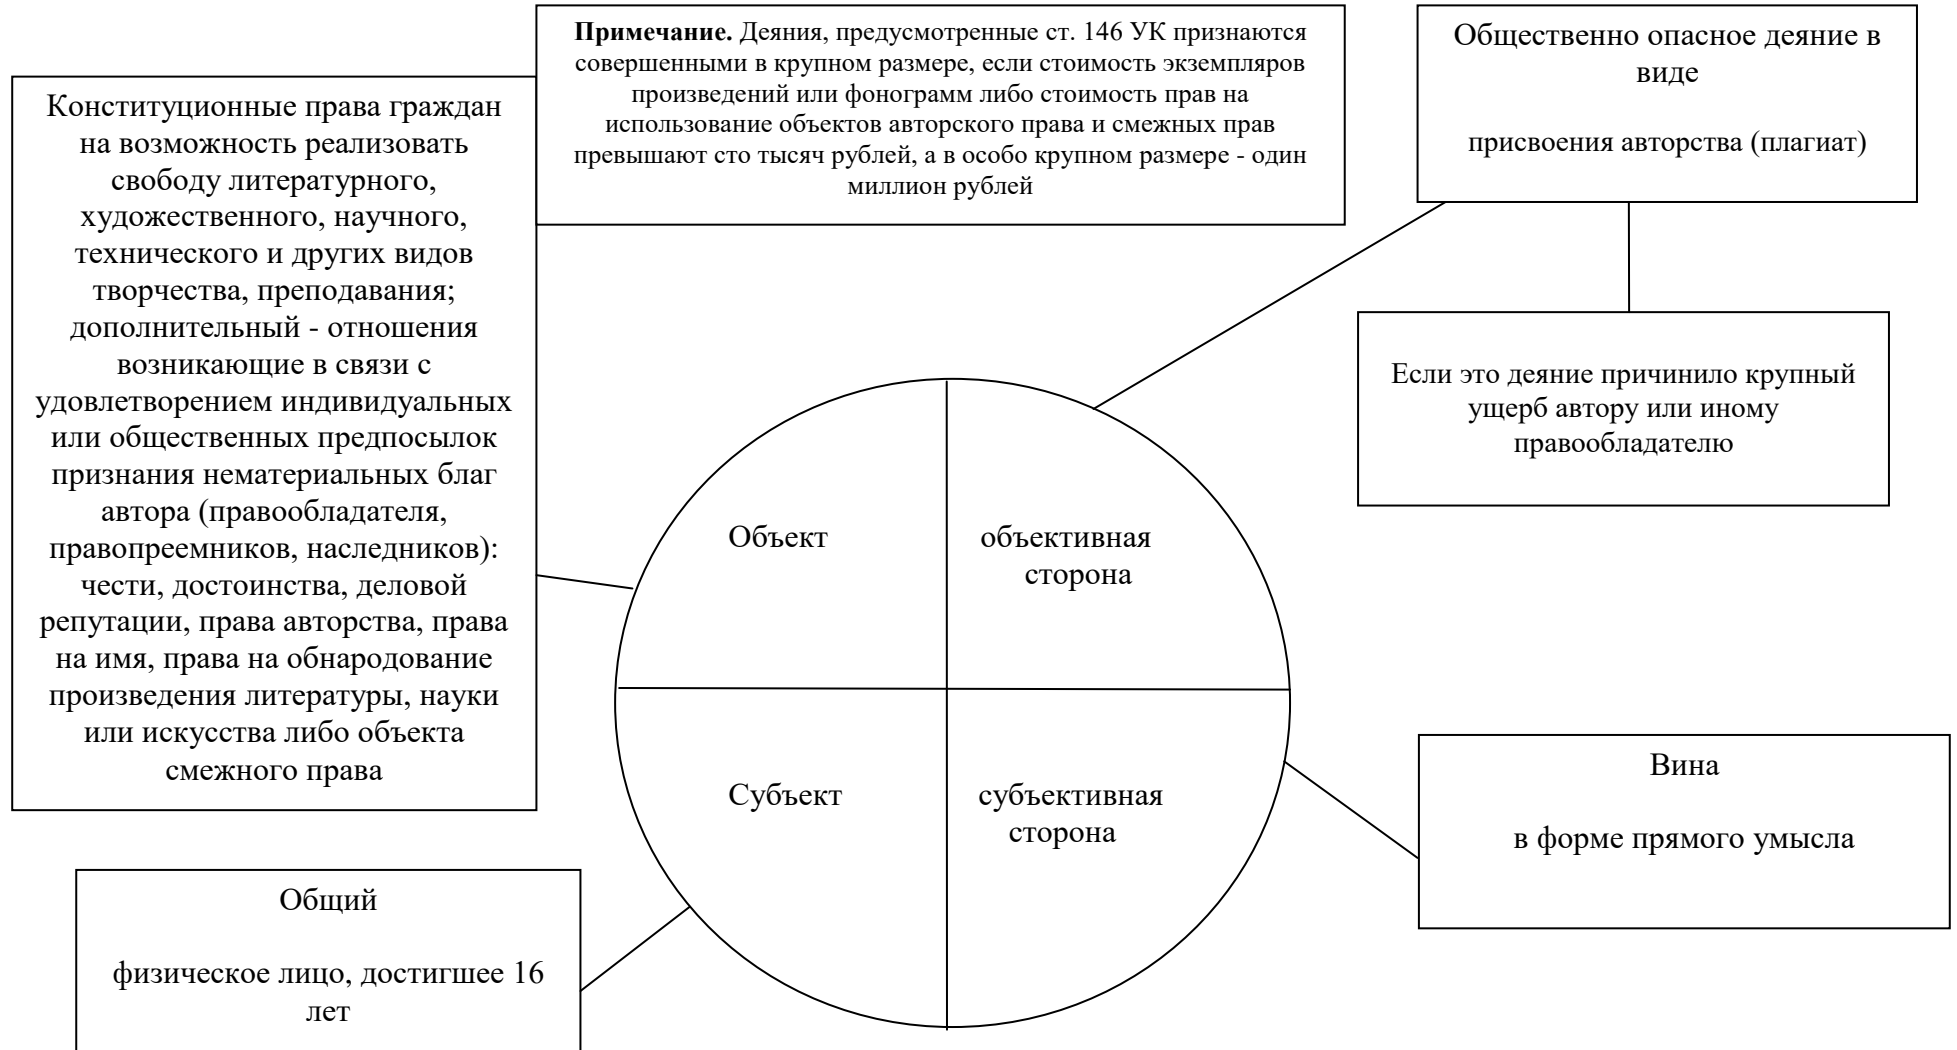 Примечание. Деяния, предусмотренные ст. 146 УК признаются
совершенными в крупном размере, если стоимость экземпляров
произведений или фонограмм либо стоимость прав на
использование объектов авторского права и смежных прав
превышают сто тысяч рублей, а в особо крупном размере - один
миллион рублей
Общественно опасное деяние в
виде
присвоения авторства (плагиат)
Конституционные права граждан
на возможность реализовать
свободу литературного,
художественного, научного,
технического и других видов
творчества, преподавания;
дополнительный - отношения
возникающие в связи с
удовлетворением индивидуальных
или общественных предпосылок
признания нематериальных благ
автора (правообладателя,
правопреемников, наследников):
чести, достоинства, деловой
репутации, права авторства, права
на имя, права на обнародование
произведения литературы, науки
или искусства либо объекта
смежного права
Если это деяние причинило крупный
ущерб автору или иному
правообладателю
Объект
объективная
сторона
Субъект
субъективная
сторона
Вина
в форме прямого умысла
Общий
физическое лицо, достигшее 16
лет